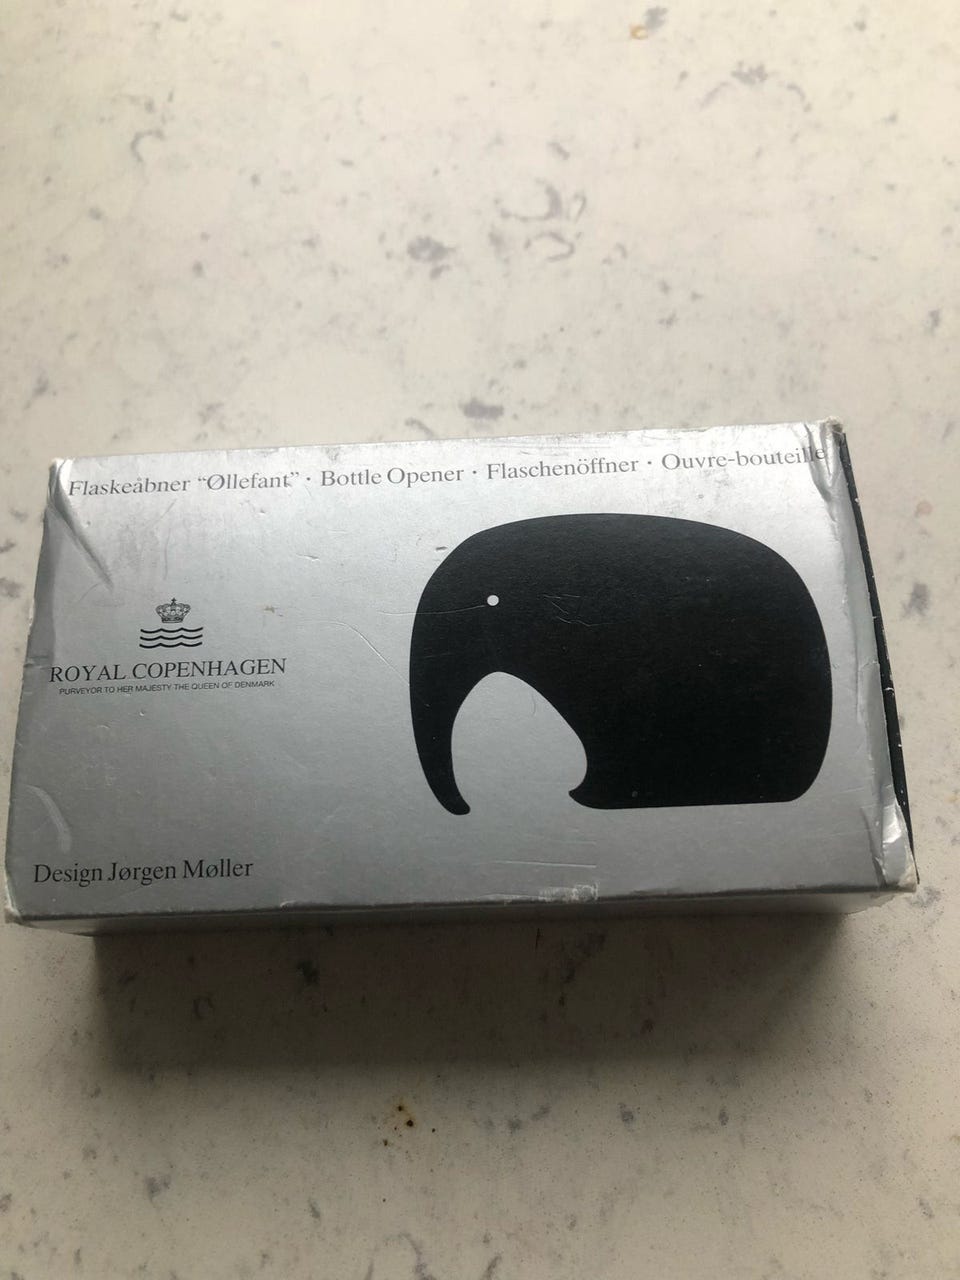 Flaskeåbner “Øllefant” · Bottle Opener · Flaschenöffner · Ouvre-bouteille
ROYAL COPENHAGEN
PURVEYOR TO HER MAJESTY THE QUEEN OF DENMARK
Design Jørgen Møller